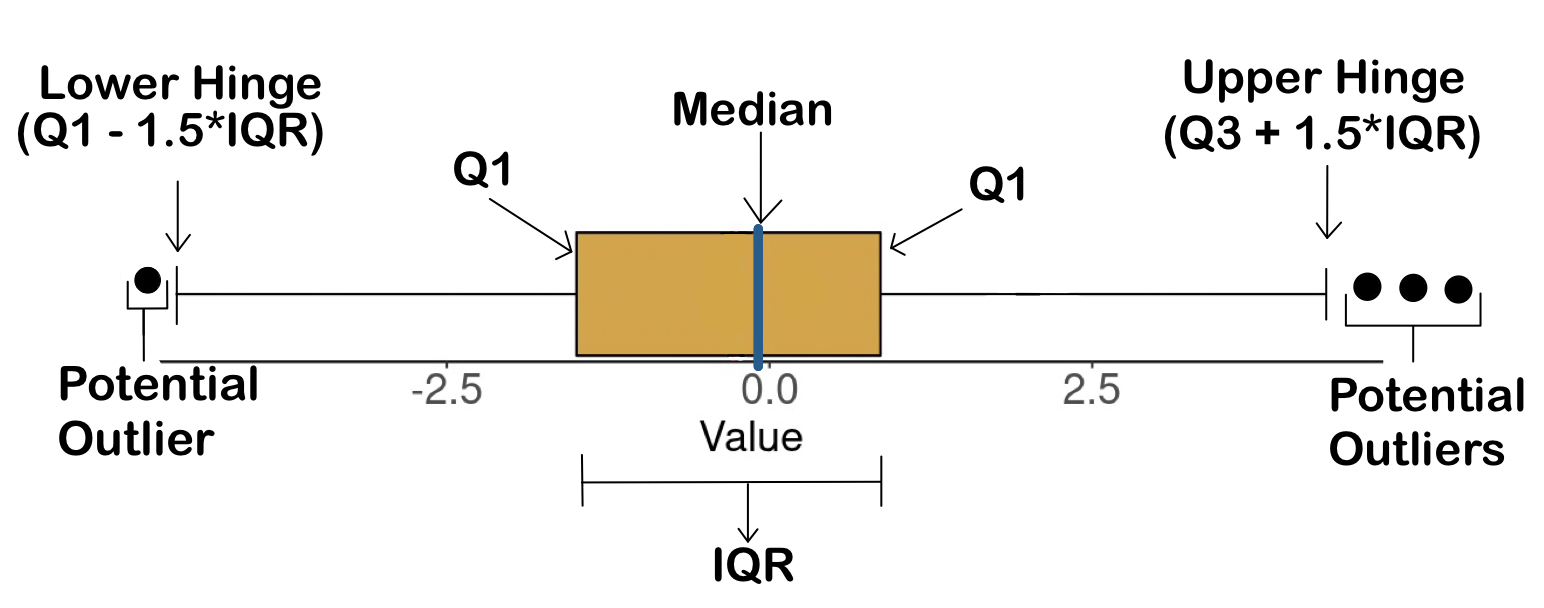 Lower Hinge
(Q1 - 1.5*IQR)
Q1
Median
Q1
Upper Hinge
(Q3 + 1.5*IQR)
Potential
Outlier
-2.5
0.0
2.5
Value
Potential
Outliers
IQR